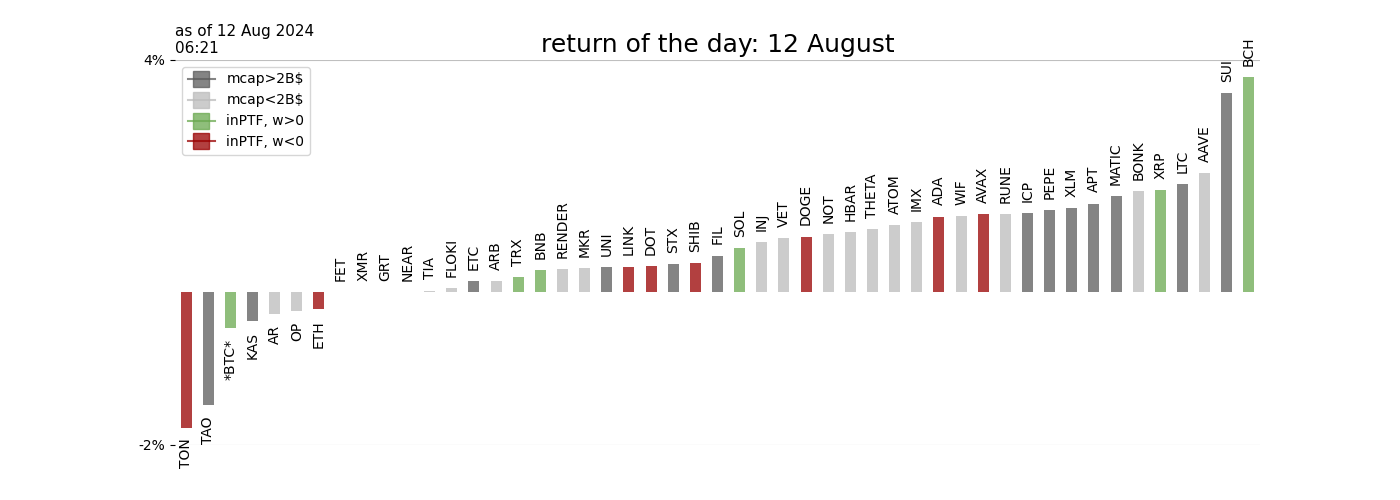 as of 12 Aug 2024
06:21
return of the day: 12 August
4%
-2%
mcap>2B$
mcap<2B$
inPTF, w>0
inPTF, w<0
TON
TAO
*BTC*
KAS
AR
OP
ETH
FET
XMR
GRT
NEAR
TIA
FLOKI
ETC
ARB
TRX
BNB
RENDER
MKR
UNI
LINK
DOT
STX
SHIB
FIL
SOL
INJ
VET
DOGE
NOT
HBAR
THETA
ATOM
IMX
ADA
WIF
AVAX
RUNE
ICP
PEPE
XLM
APT
MATIC
BONK
XRP
LTC
AAVE
SUI
BCH